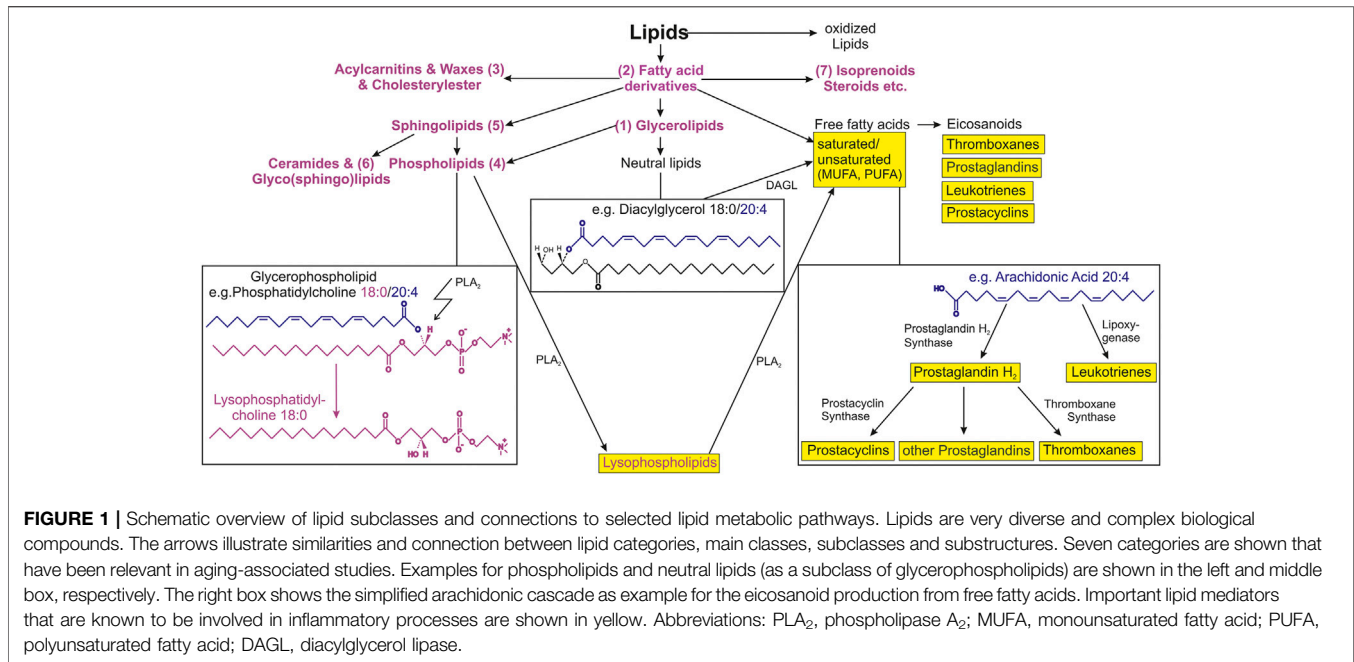 Lipids
oxidized
Lipids
Acylcarnitins & Waxes (3)
& Cholesterylester
(2) Fatty acid
derivatives
(7) Isoprenoids
Steroids etc.
Sphingolipids (5)
(1) Glycerolipids
Free fatty acids
Eicosanoids
saturated/
unsaturated
(MUFA, PUFA)
Thromboxanes
Prostaglandins
Leukotrienes
Prostacyclins
Ceramides & (6)
Glyco(sphingo)lipids
Phospholipids (4)
Neutral lipids
DAGL
e.g. Diacylglycerol 18:0/20:4
O
H OH H
O
O
O
Glycerophospholipid
e.g.Phosphatidylcholine 18:0/20:4
PLA₂
O
O
H
O
O
O
O⁻
P
O
O
N⁺
Lysophosphatidyl-
choline 18:0
O
O
HO H
O
O⁻
P
O
O
N⁺
PLA₂
PLA₂
Lysophospholipids
e.g. Arachidonic Acid 20:4
HO
O
Prostaglandin H₂
Synthase
Lipoxy-
genase
Prostaglandin H₂
Leukotrienes
Prostacyclin
Synthase
Thromboxane
Synthase
Prostacyclins
other Prostaglandins
Thromboxanes
FIGURE 1 | Schematic overview of lipid subclasses and connections to selected lipid metabolic pathways. Lipids are very diverse and complex biological
compounds. The arrows illustrate similarities and connection between lipid categories, main classes, subclasses and substructures. Seven categories are shown that
have been relevant in aging-associated studies. Examples for phospholipids and neutral lipids (as a subclass of glycerophospholipids) are shown in the left and middle
box, respectively. The right box shows the simplified arachidonic cascade as example for the eicosanoid production from free fatty acids. Important lipid mediators
that are known to be involved in inflammatory processes are shown in yellow. Abbreviations: PLA₂, phospholipase A₂; MUFA, monounsaturated fatty acid; PUFA,
polyunsaturated fatty acid; DAGL, diacylglycerol lipase.